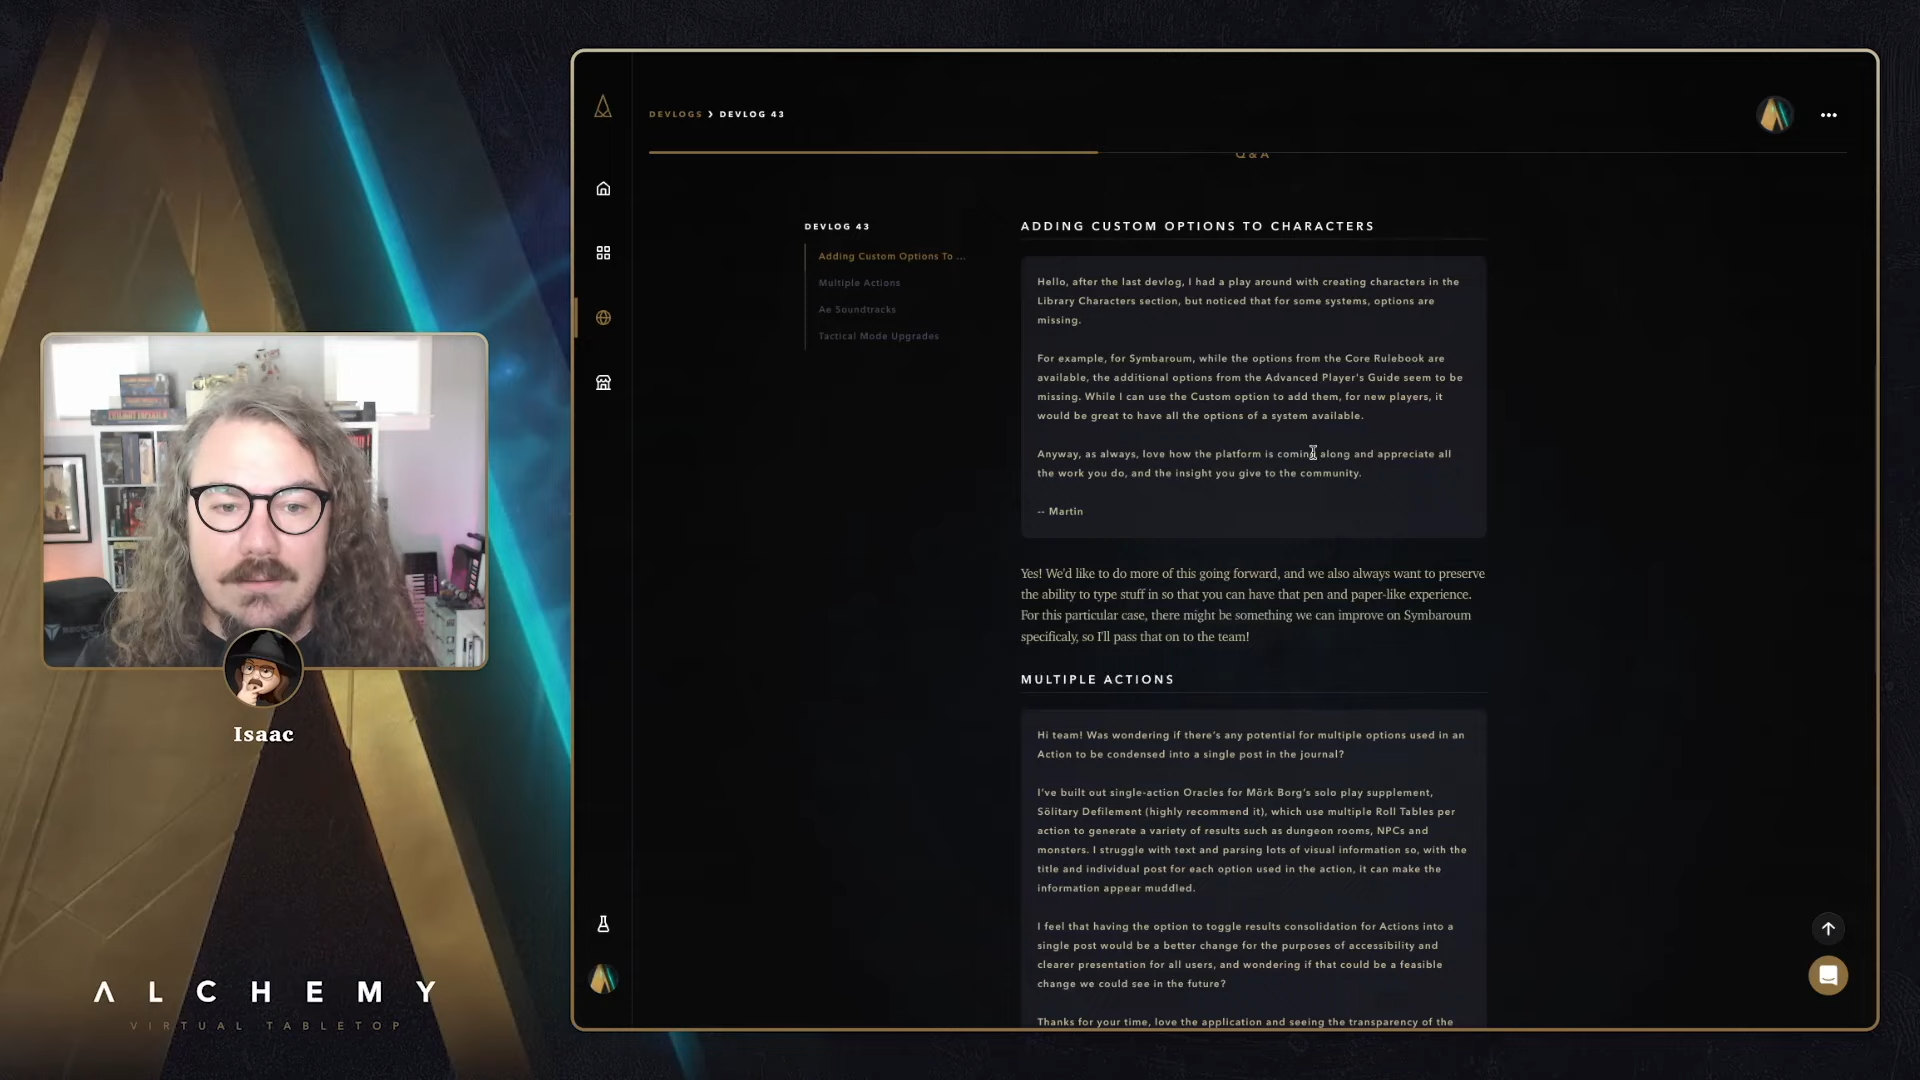 DEVLOGS › DEVLOG 43
Q & A
DEVLOG 43
Adding Custom Options To ...
Multiple Actions
Ae Soundtracks
Tactical Mode Upgrades
ADDING CUSTOM OPTIONS TO CHARACTERS
Hello, after the last devlog, I had a play around with creating characters in the
Library Characters section, but noticed that for some systems, options are
missing.
For example, for Symbaroum, while the options from the Core Rulebook are
available, the additional options from the Advanced Player's Guide seem to be
missing. While I can use the Custom option to add them, for new players, it
would be great to have all the options of a system available.
Anyway, as always, love how the platform is coming along and appreciate all
the work you do, and the insight you give to the community.
-- Martin
Yes! We'd like to do more of this going forward, and we also always want to preserve
the ability to type stuff in so that you can have that pen and paper-like experience.
For this particular case, there might be something we can improve on Symbaroum
specificaly, so I'll pass that on to the team!
MULTIPLE ACTIONS
Hi team! Was wondering if there's any potential for multiple options used in an
Action to be condensed into a single post in the journal?
I've built out single-action Oracles for Mörk Borg's solo play supplement,
Sölitary Defilement (highly recommend it), which use multiple Roll Tables per
action to generate a variety of results such as dungeon rooms, NPCs and
monsters. I struggle with text and parsing lots of visual information so, with the
title and individual post for each option used in the action, it can make the
information appear muddled.
I feel that having the option to toggle results consolidation for Actions into a
single post would be a better change for the purposes of accessibility and
clearer presentation for all users, and wondering if that could be a feasible
change we could see in the future?
Thanks for your time, love the application and seeing the transparency of the
Isaac
ALCHEMY
VIRTUAL TABLETOP